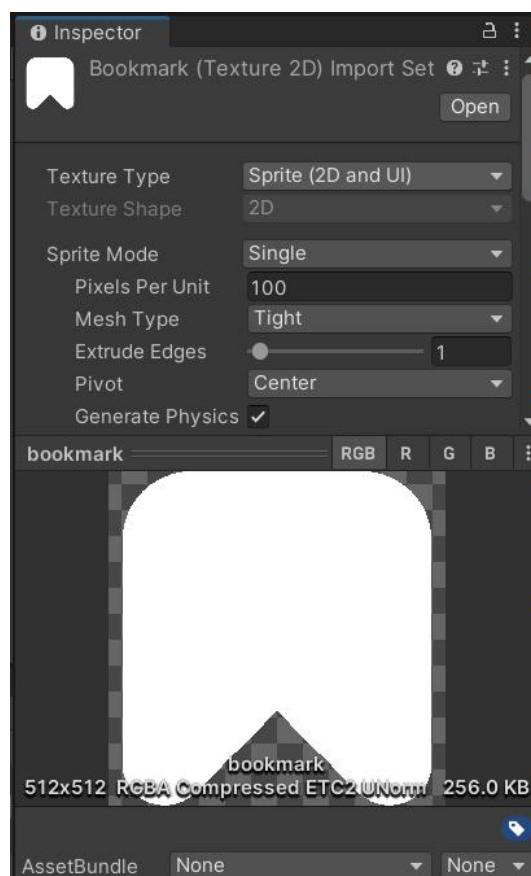 Inspector
Bookmark (Texture 2D) Import Set
Open
Texture Type Sprite (2D and UI)
Texture Shape 2D
Sprite Mode Single
Pixels Per Unit 100
Mesh Type Tight
Extrude Edges 1
Pivot Center
Generate Physics
bookmark RGB R G B
bookmark
512x512 RGBA Compressed ETC2 UNorm 256.0 KB
AssetBundle None None